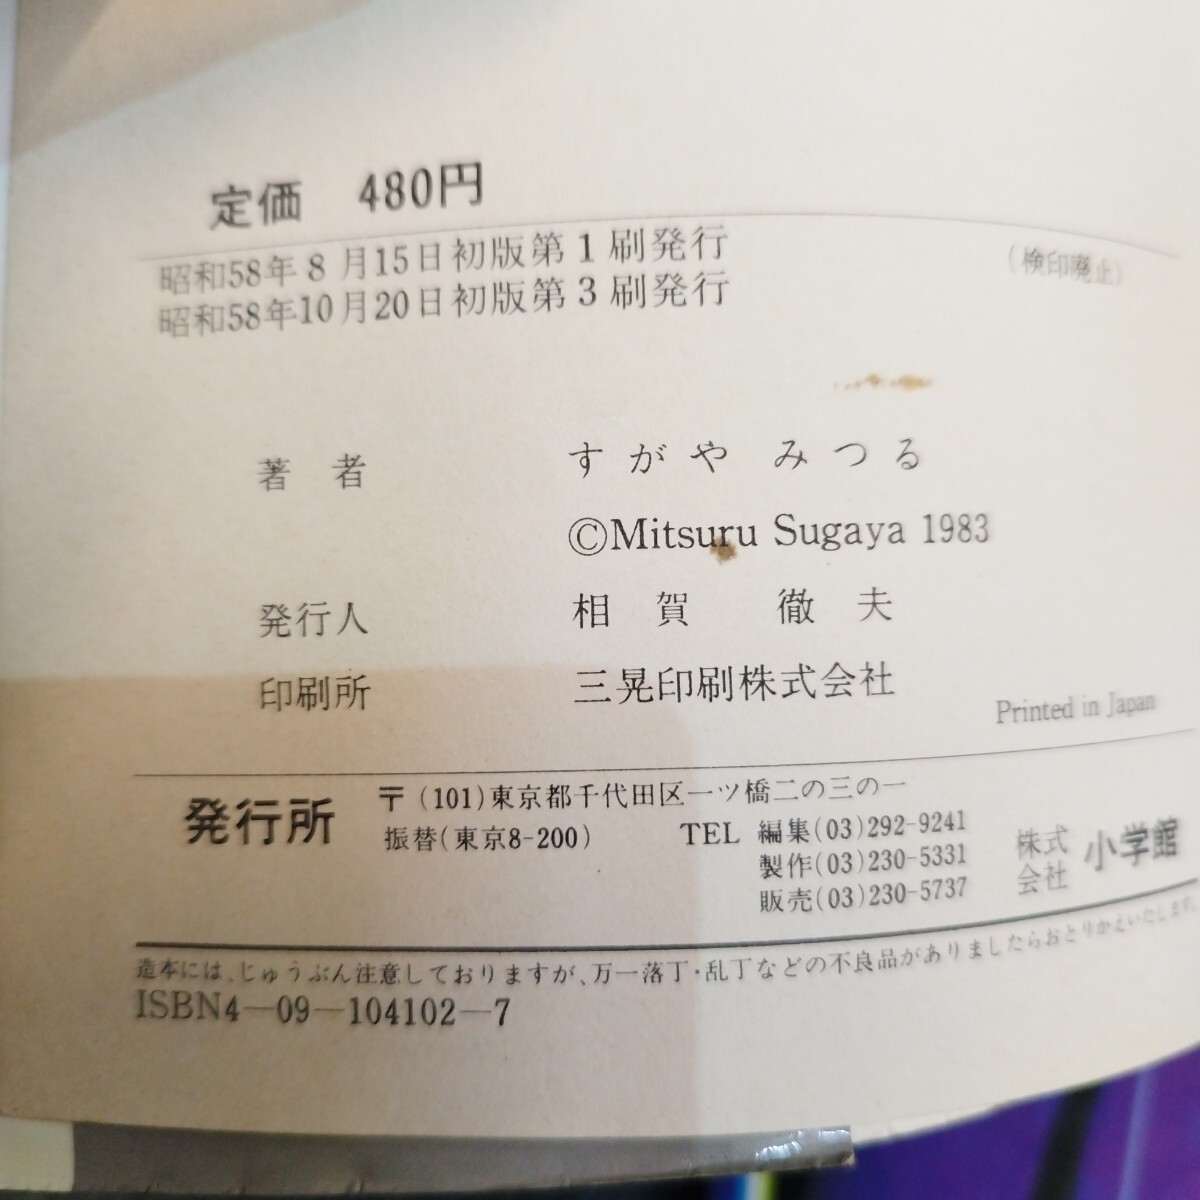 定価　480円
昭和58年8月15日初版第1刷発行
（検印廃止）
昭和58年10月20日初版第3刷発行
著者　すがやみつる
©Mitsuru Sugaya 1983
発行人　相賀徹夫
印刷所　三晃印刷株式会社
Printed in Japan
発行所　〒(101)東京都千代田区一ツ橋二の三の一
振替(東京8-200)　TEL　編集(03)292-9241
製作(03)230-5331
販売(03)230-5737
株式会社　小学館
造本には、じゅうぶん注意しておりますが、万一落丁・乱丁などの不良品がありましたらおとりかえいたします。
ISBN4―09―104102―7